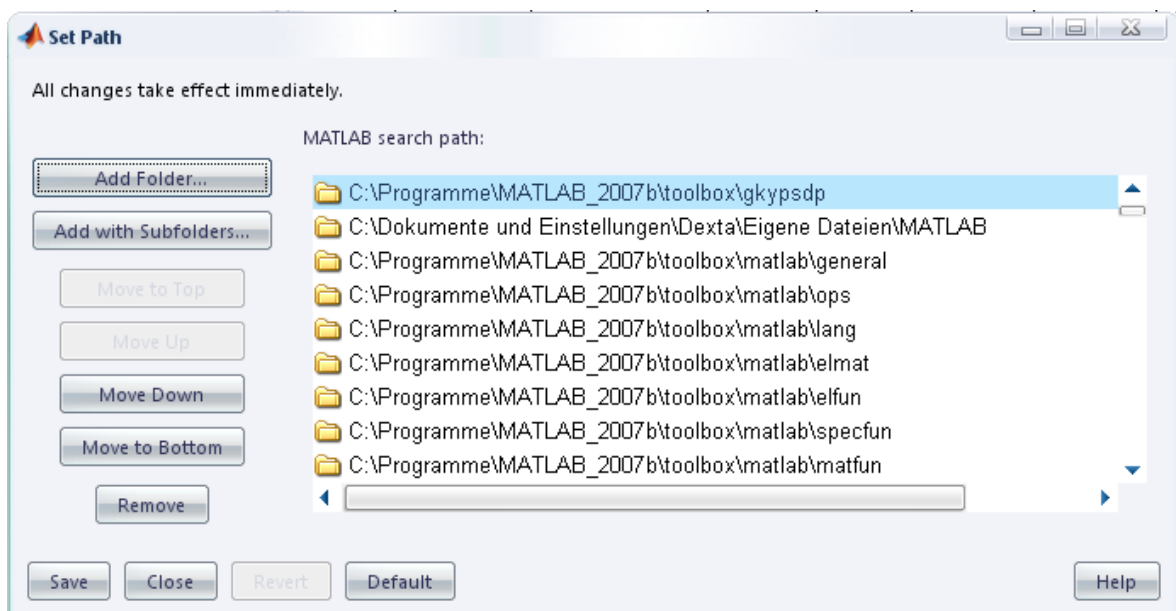 Set Path
All changes take effect immediately.
MATLAB search path:
Add Folder...
Add with Subfolders...
Move to Top
Move Up
Move Down
Move to Bottom
Remove
C:\Programme\MATLAB_2007b\toolbox\gkypsdp
C:\Dokumente und Einstellungen\Dexta\Eigene Dateien\MATLAB
C:\Programme\MATLAB_2007b\toolbox\matlab\general
C:\Programme\MATLAB_2007b\toolbox\matlab\ops
C:\Programme\MATLAB_2007b\toolbox\matlab\lang
C:\Programme\MATLAB_2007b\toolbox\matlab\elmat
C:\Programme\MATLAB_2007b\toolbox\matlab\elfun
C:\Programme\MATLAB_2007b\toolbox\matlab\specfun
C:\Programme\MATLAB_2007b\toolbox\matlab\matfun
Save
Close
Revert
Default
Help